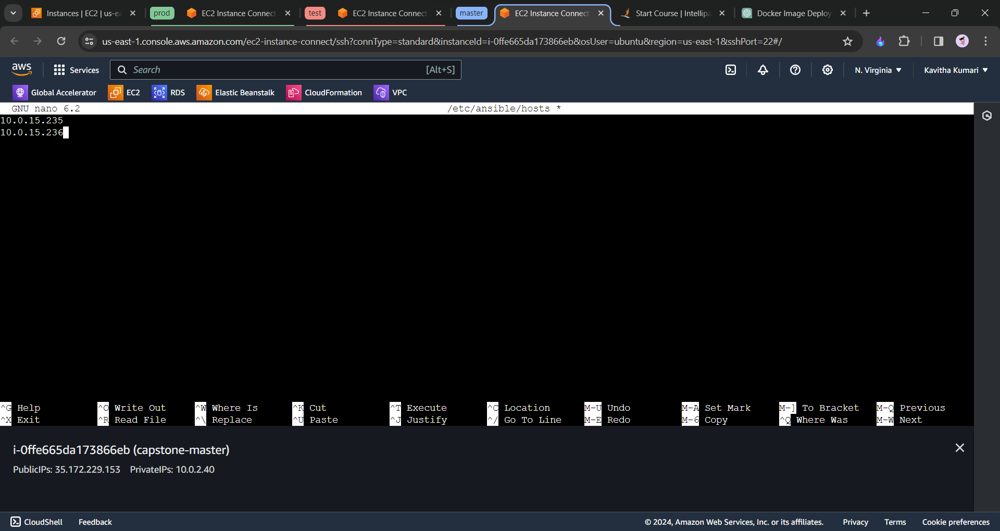 Instances | EC2 | us-ea
prod
EC2 Instance Connect
test
EC2 Instance Connect
master
EC2 Instance Connect
Start Course | Intellipa
Docker Image Deploy
us-east-1.console.aws.amazon.com/ec2-instance-connect/ssh?connType=standard&instanceId=i-0ffe665da173866eb&osUser=ubuntu&region=us-east-1&sshPort=22#/
aws
Services
Search
[Alt+S]
N. Virginia
Kavitha Kumari
Global Accelerator
EC2
RDS
Elastic Beanstalk
CloudFormation
VPC
GNU nano 6.2 /etc/ansible/hosts *
10.0.15.235
10.0.15.236
^G Help ^O Write Out ^W Where Is ^K Cut ^T Execute ^C Location M-U Undo M-A Set Mark M-] To Bracket M-Q Previous
^X Exit ^R Read File ^\ Replace ^U Paste ^J Justify ^/ Go To Line M-E Redo M-6 Copy ^Q Where Was M-W Next
i-0ffe665da173866eb (capstone-master)
PublicIPs: 35.172.229.153 PrivateIPs: 10.0.2.40
CloudShell Feedback © 2024, Amazon Web Services, Inc. or its affiliates. Privacy Terms Cookie preferences